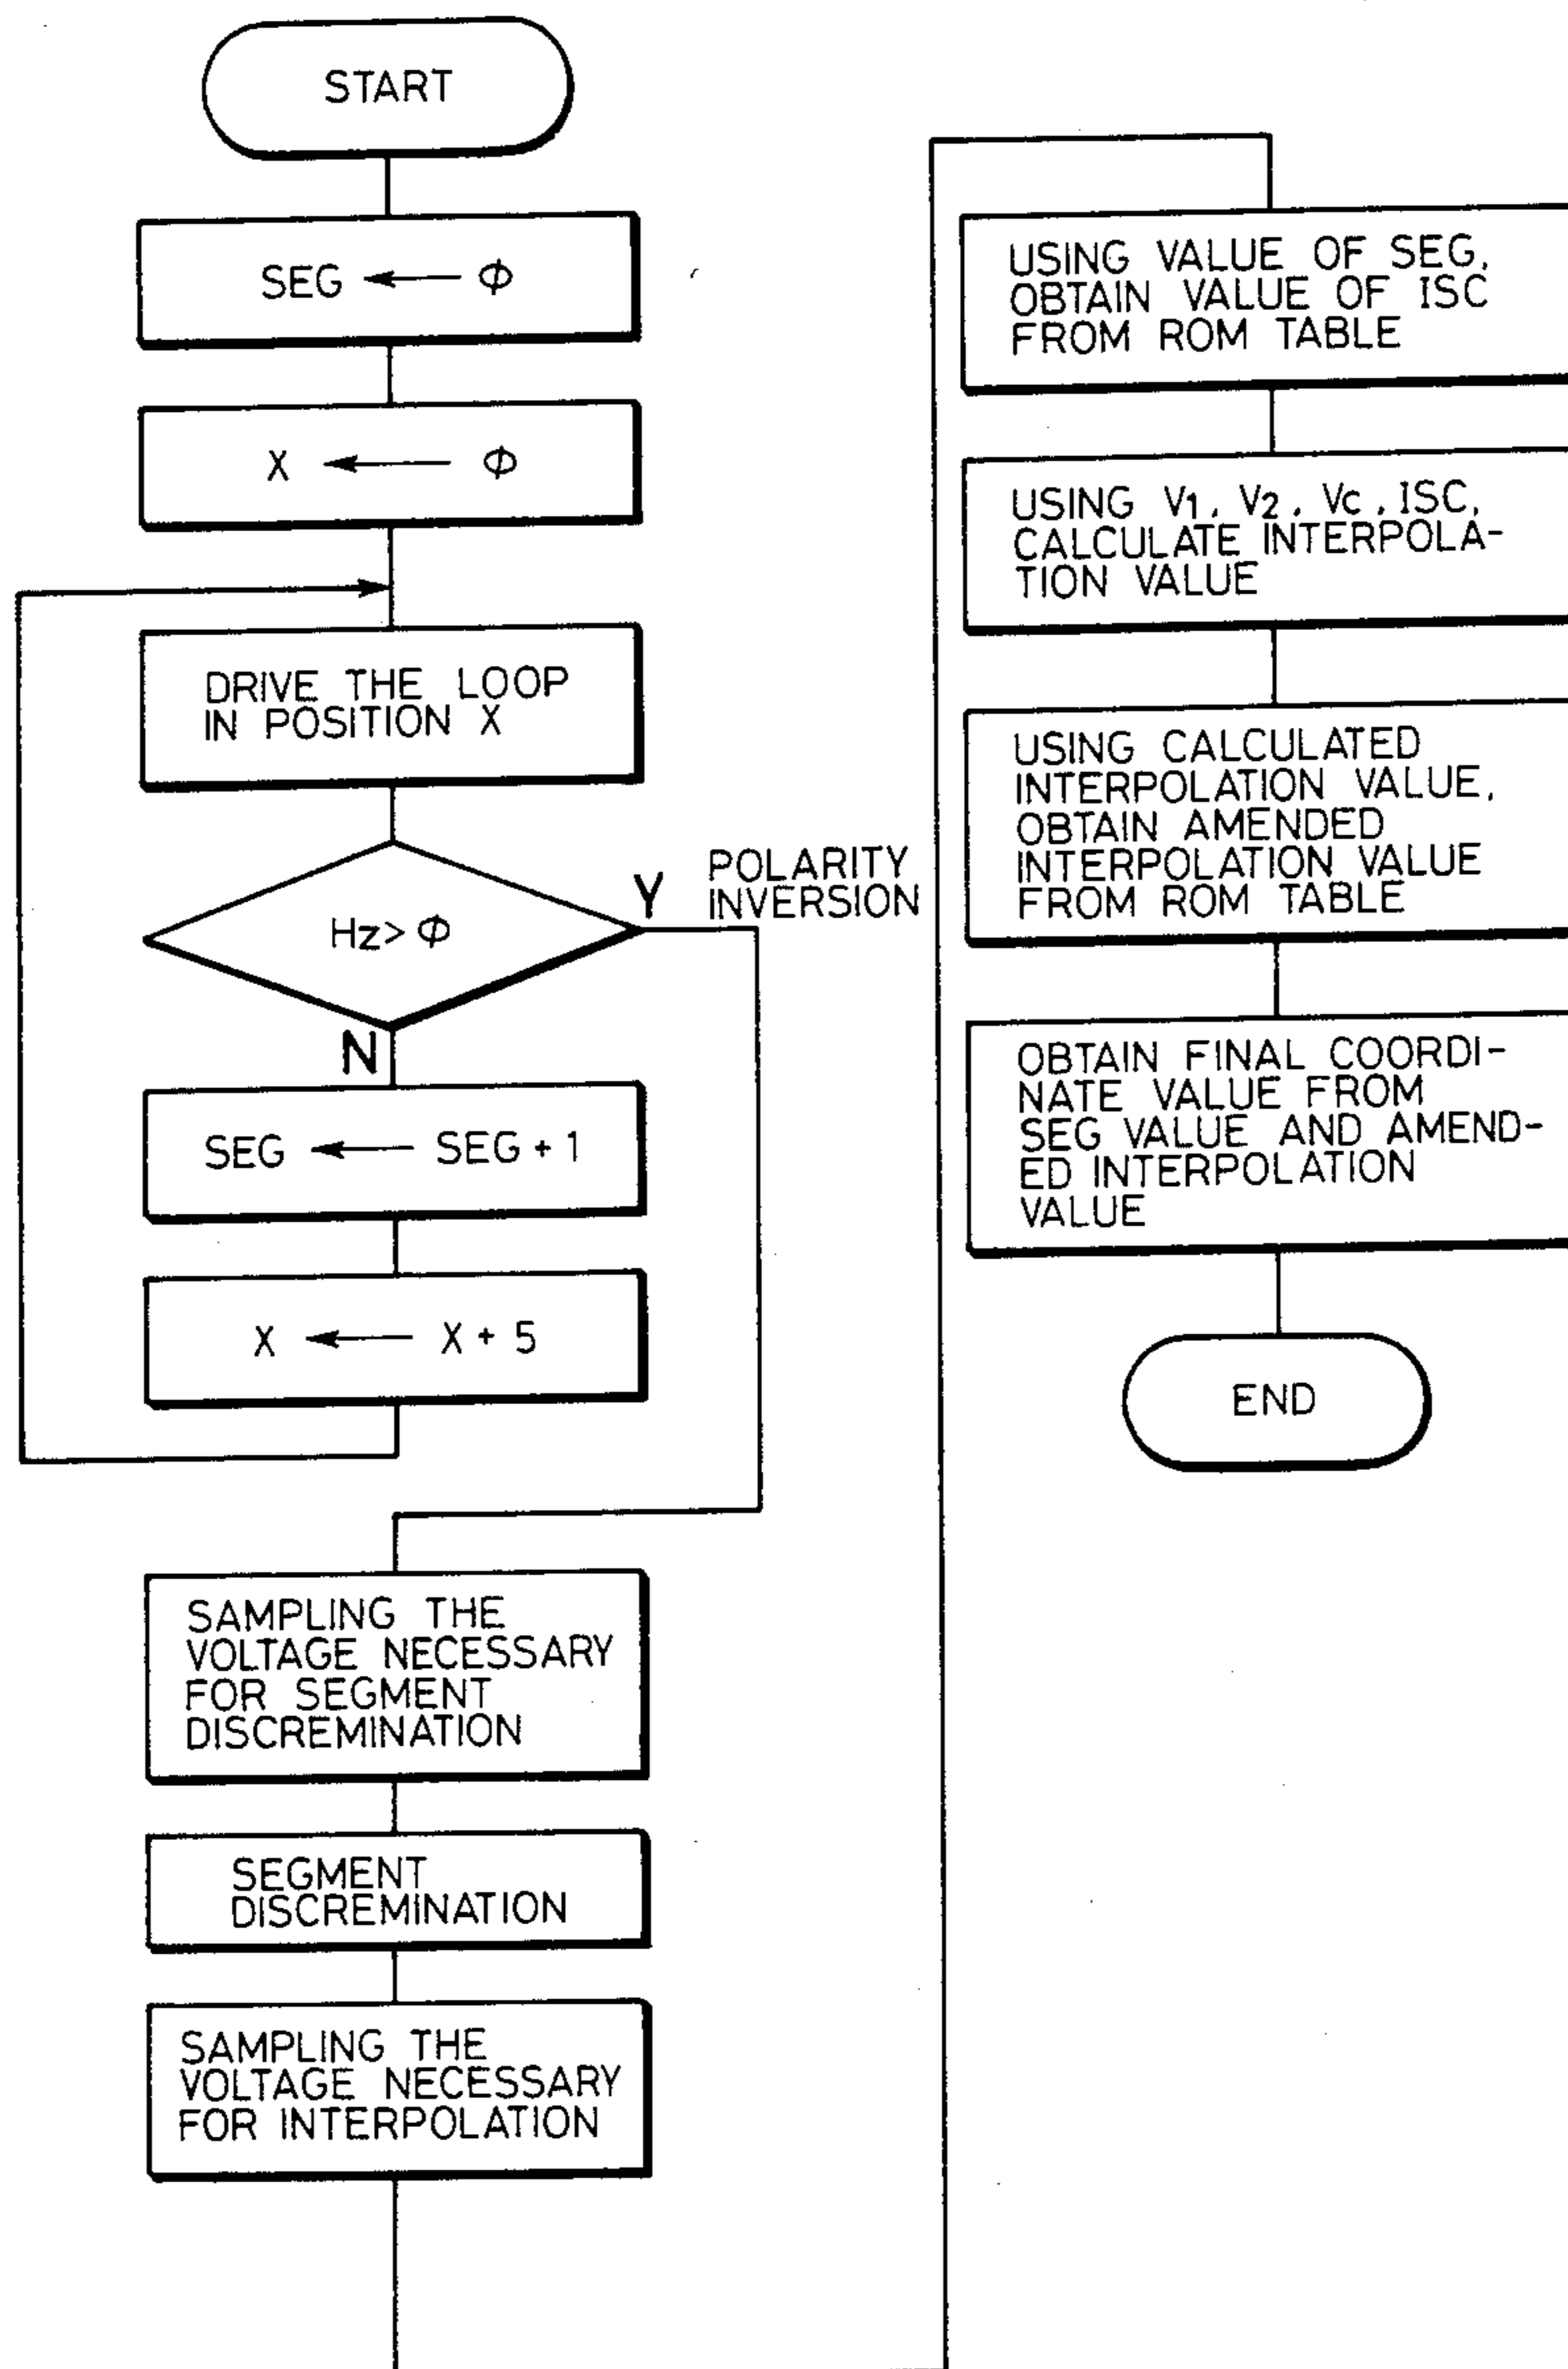 START
SEG ← Φ
X ← Φ
DRIVE THE LOOP
IN POSITION X
Hz > Φ
Y
POLARITY
INVERSION
N
SEG ← SEG + 1
X ← X + 5
SAMPLING THE
VOLTAGE NECESSARY
FOR SEGMENT
DISCREMINATION
SEGMENT
DISCREMINATION
SAMPLING THE
VOLTAGE NECESSARY
FOR INTERPOLATION
USING VALUE OF SEG,
OBTAIN VALUE OF ISC
FROM ROM TABLE
USING V1, V2, Vc, ISC,
CALCULATE INTERPOLA-
TION VALUE
USING CALCULATED
INTERPOLATION VALUE,
OBTAIN AMENDED
INTERPOLATION VALUE
FROM ROM TABLE
OBTAIN FINAL COORDI-
NATE VALUE FROM
SEG VALUE AND AMEND-
ED INTERPOLATION
VALUE
END